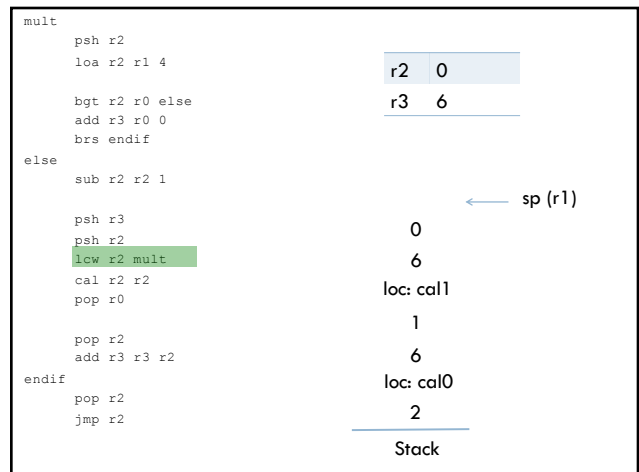 mult
psh r2
loa r2 r1 4
bgt r2 r0 else
add r3 r0 0
brs endif
else
sub r2 r2 1
psh r3
psh r2
lcw r2 mult
cal r2 r2
pop r0
pop r2
add r3 r3 r2
endif
pop r2
jmp r2
r2 0
r3 6
sp (r1)
0
6
loc: cal1
1
6
loc: cal0
2
Stack